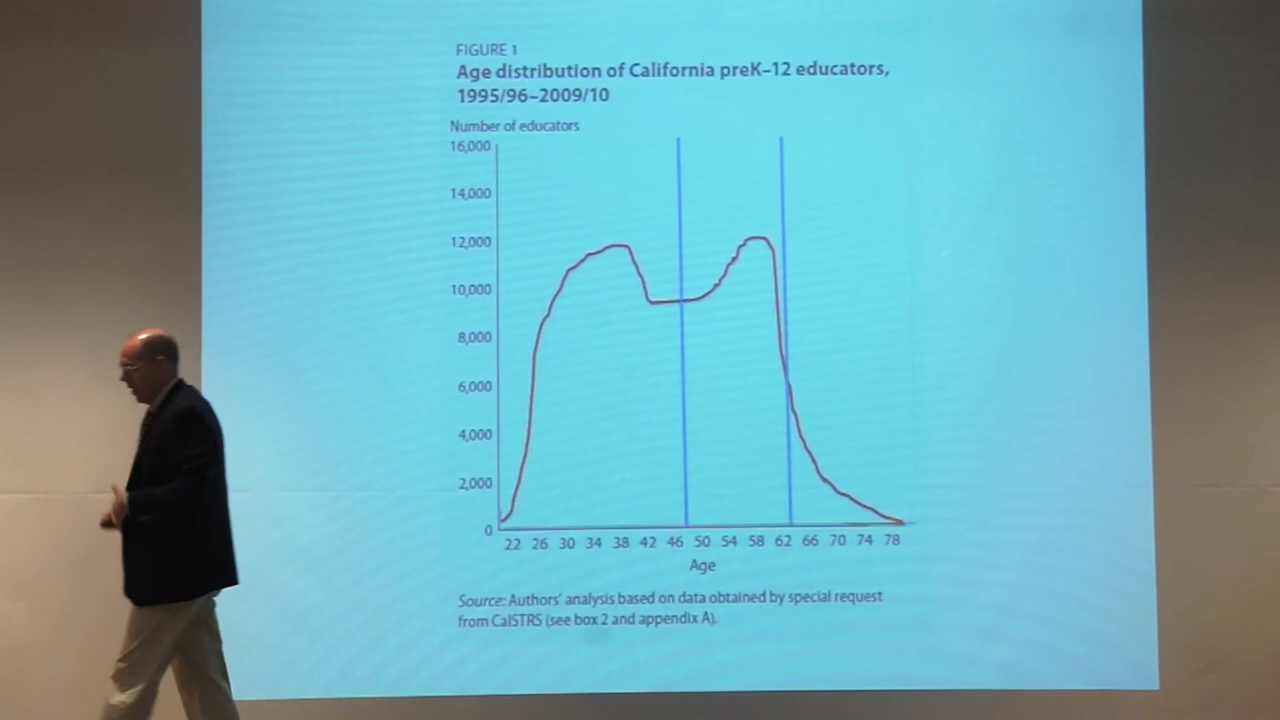 FIGURE 1
Age distribution of California preK–12 educators,
1995/96–2009/10
Number of educators
16,000
14,000
12,000
10,000
8,000
6,000
4,000
2,000
0
22 26 30 34 38 42 46 50 54 58 62 66 70 74 78
Age
Source: Authors' analysis based on data obtained by special request
from CalSTRS (see box 2 and appendix A).